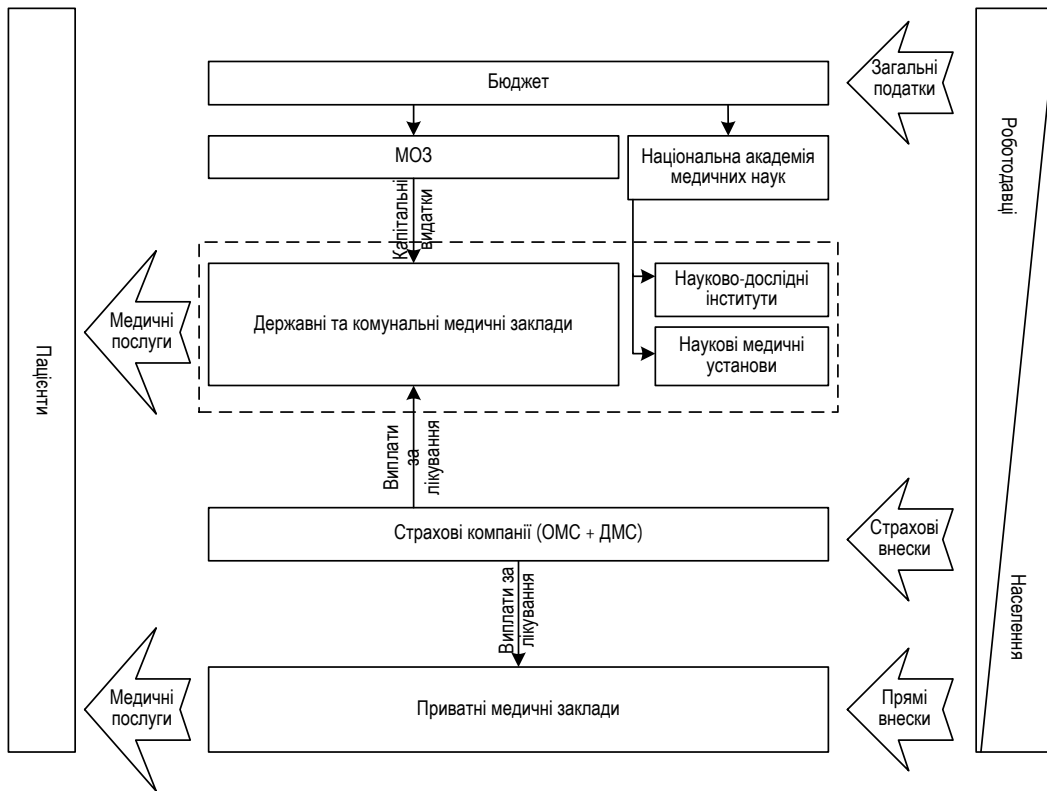 Бюджет
Загальні
податки
МОЗ
Національна академія
медичних наук
Роботодавці
Капітальні
видатки
Державні та комунальні медичні заклади
Науково-дослідні
інститути
Наукові медичні
установи
Медичні
послуги
Пацієнти
Виплати
за
лікування
Страхові компанії (ОМС + ДМС)
Страхові
внески
Населення
Виплати за
лікування
Медичні
послуги
Приватні медичні заклади
Прямі
внески